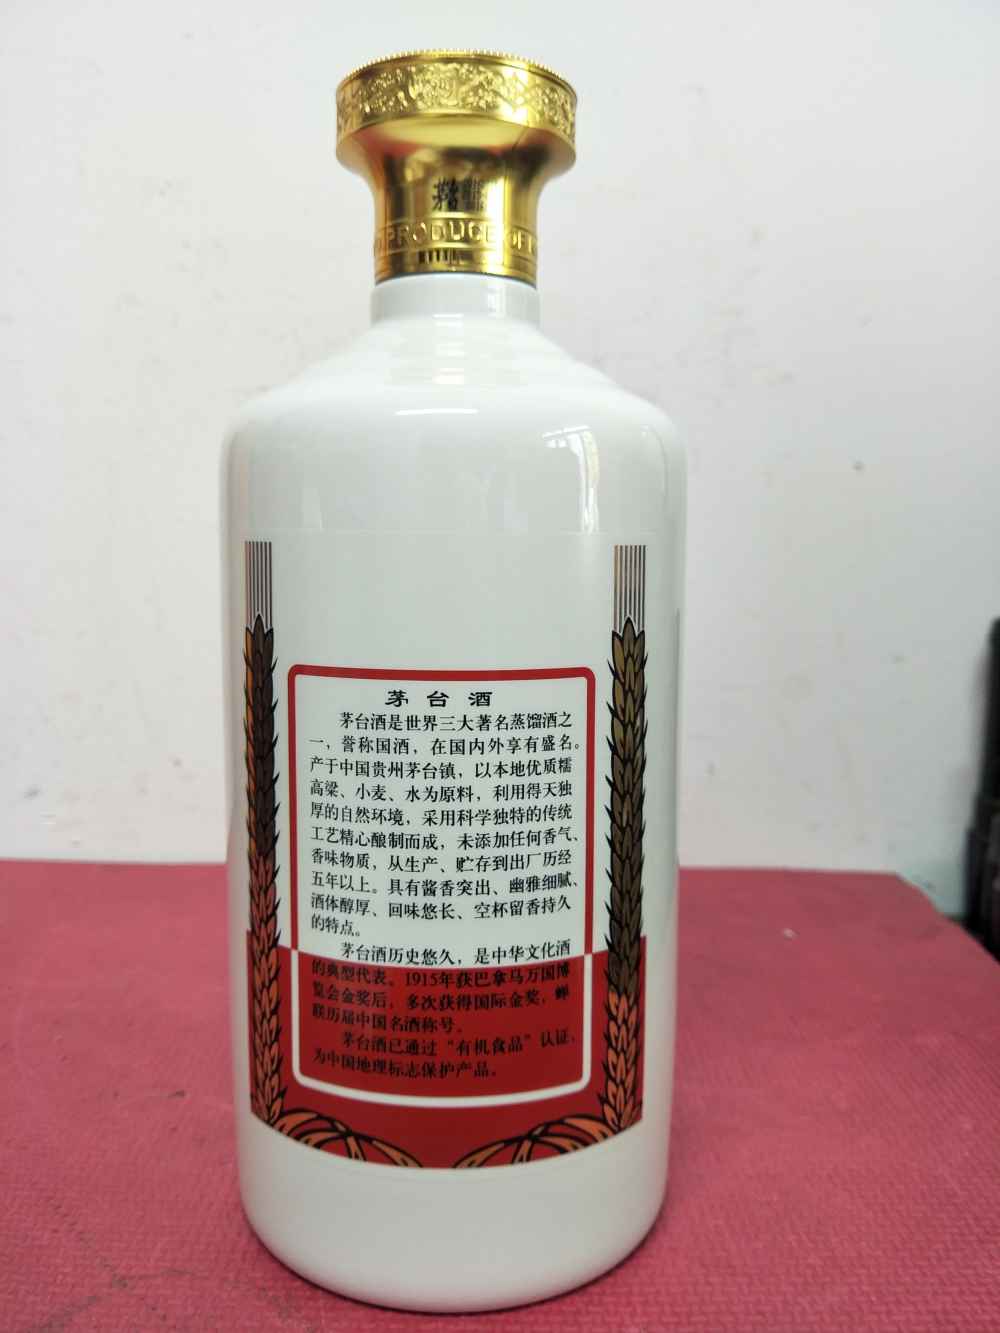 茅台
PRODUCE OF
茅台酒
茅台酒是世界三大著名蒸馏酒之
一，誉称国酒，在国内外享有盛名。
产于中国贵州茅台镇，以本地优质糯
高粱、小麦、水为原料，利用得天独
厚的自然环境，采用科学独特的传统
工艺精心酿制而成，未添加任何香气、
香味物质，从生产、贮存到出厂历经
五年以上。具有酱香突出、幽雅细腻、
酒体醇厚、回味悠长、空杯留香持久
的特点。
茅台酒历史悠久，是中华文化酒
的典型代表。1915年获巴拿马万国博
览会金奖后，多次获得国际金奖，蝉
联历届中国名酒称号。
茅台酒已通过“有机食品”认证，
为中国地理标志保护产品。